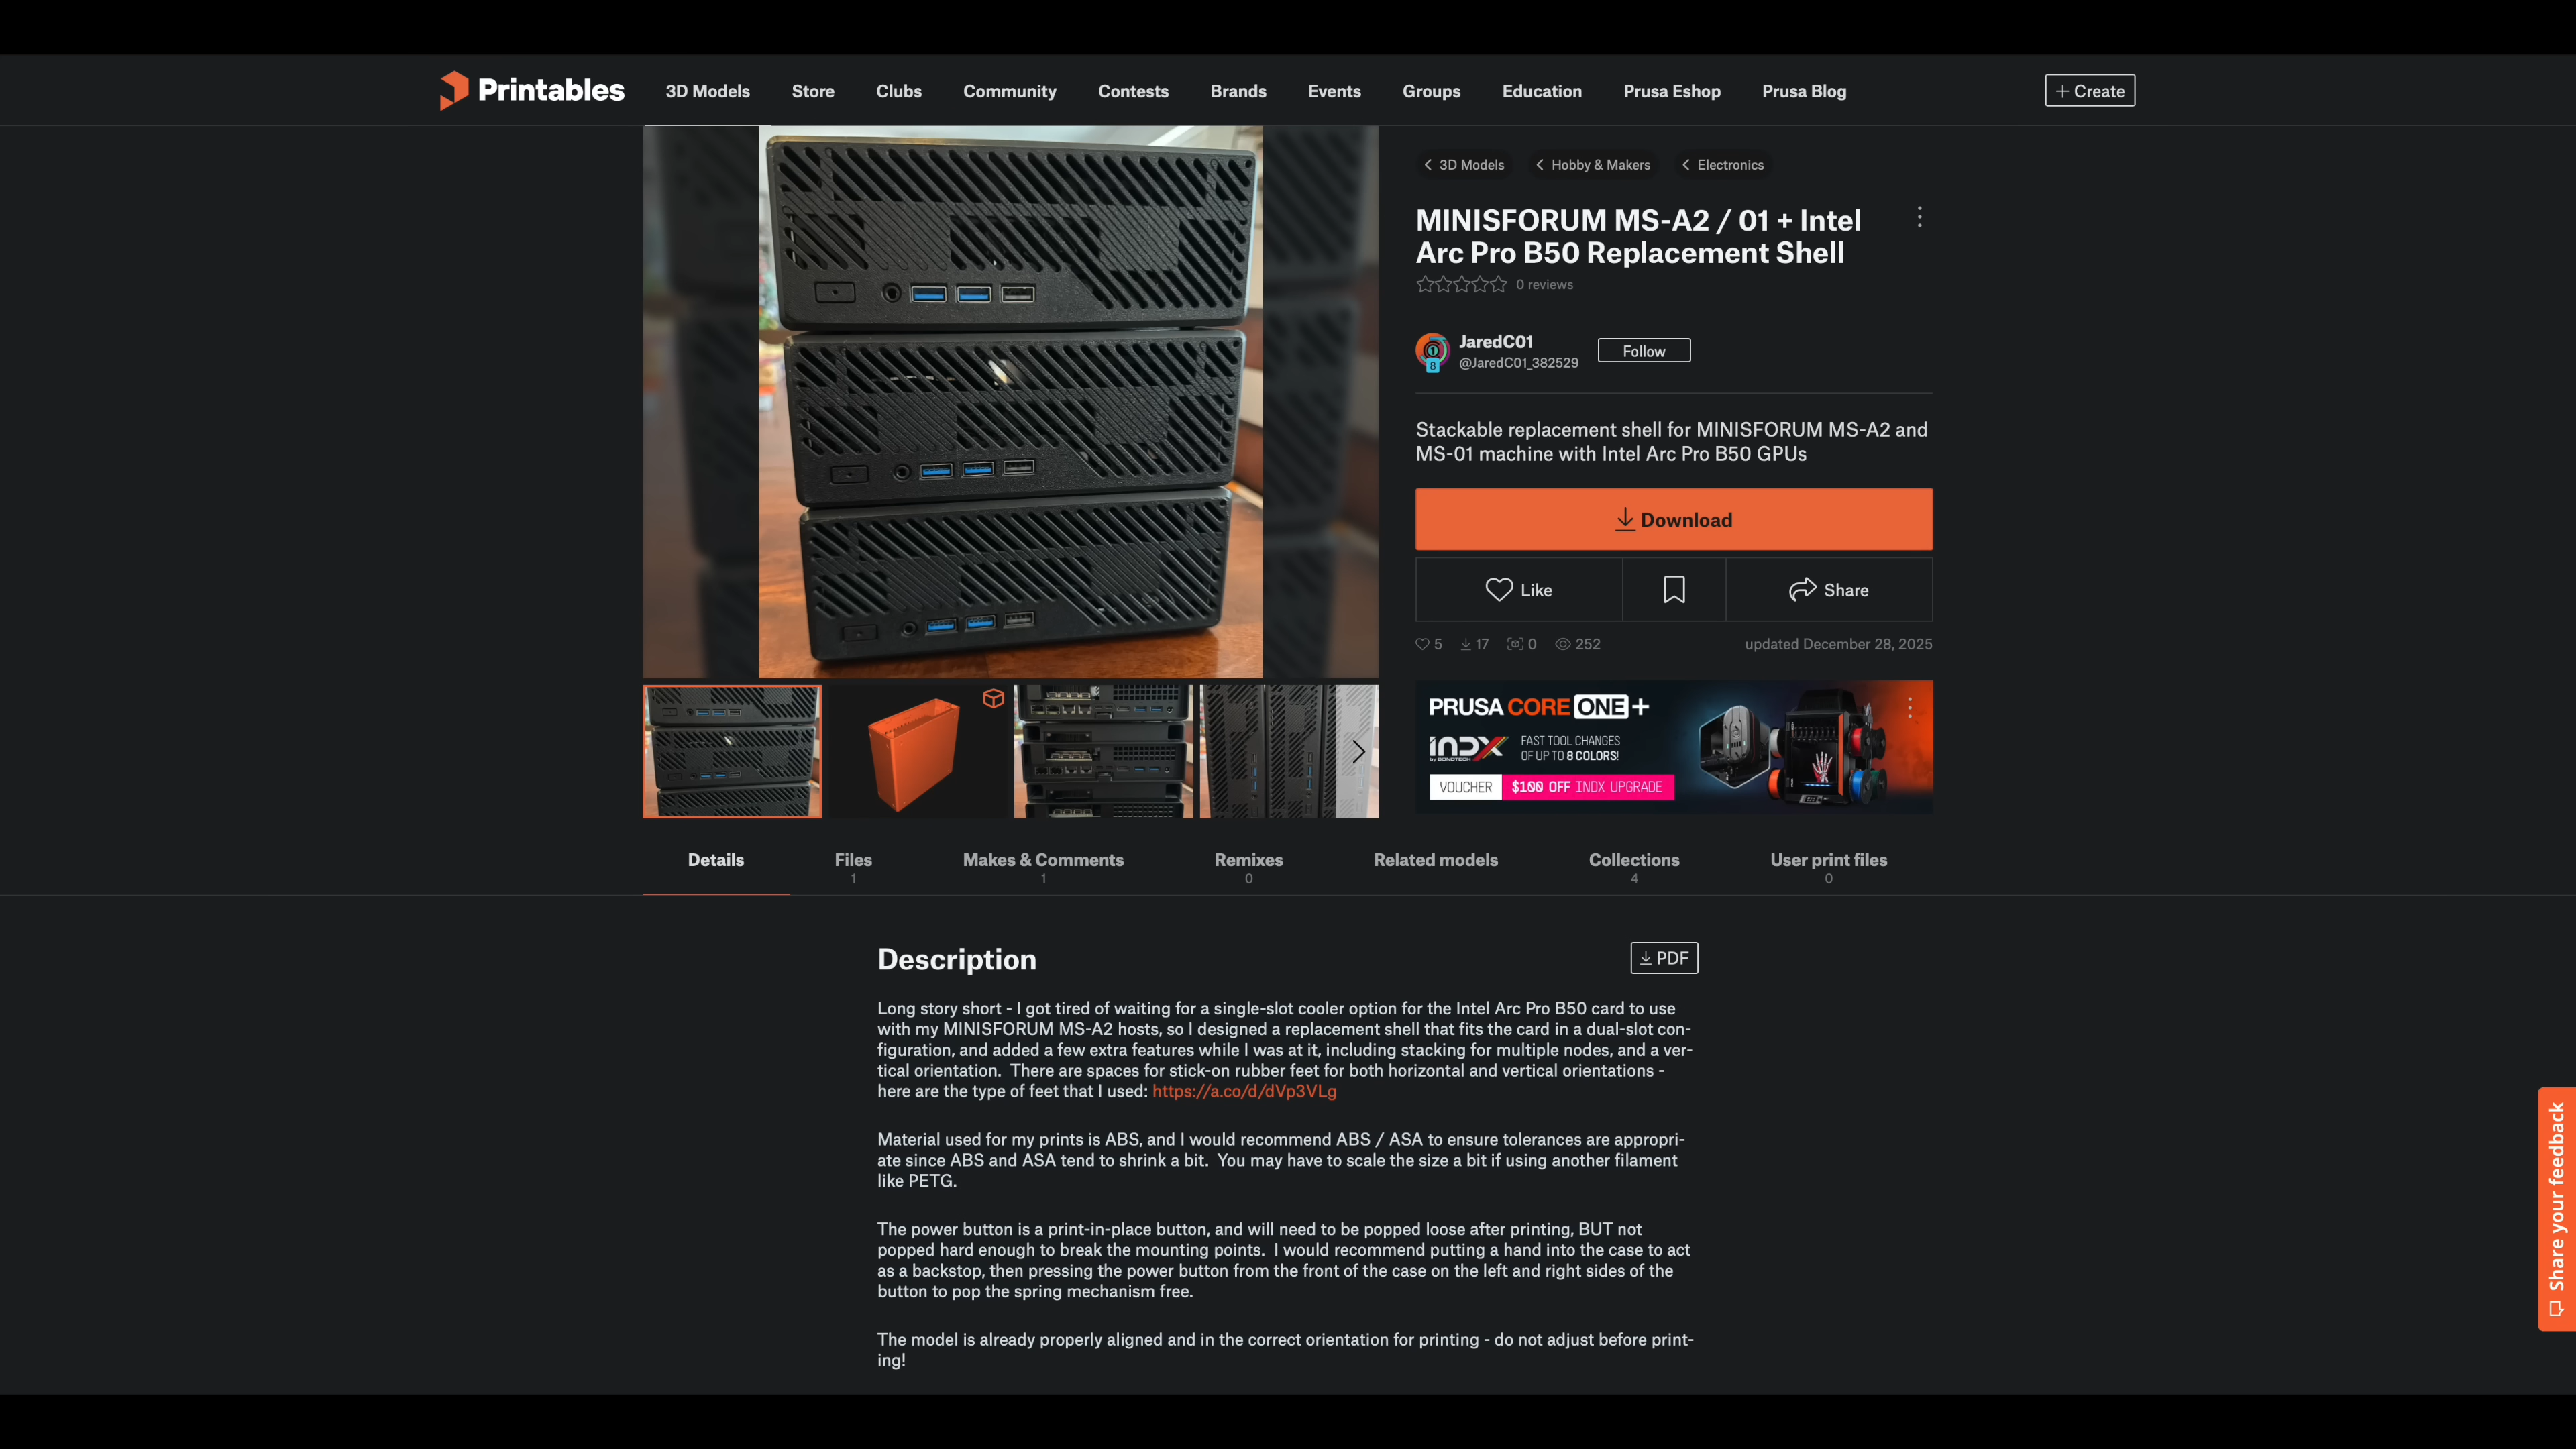 Printables
3D Models
Store
Clubs
Community
Contests
Brands
Events
Groups
Education
Prusa Eshop
Prusa Blog
+ Create
3D Models
Hobby & Makers
Electronics
MINISFORUM MS-A2 / 01 + Intel
Arc Pro B50 Replacement Shell
0 reviews
JaredC01
@JaredC01_382529
8
Follow
Stackable replacement shell for MINISFORUM MS-A2 and
MS-01 machine with Intel Arc Pro B50 GPUs
Download
Like
Share
5
17
0
252
updated December 28, 2025
PRUSA CORE ONE+
INDX
by BONDTECH
FAST TOOL CHANGES
OF UP TO 8 COLORS!
VOUCHER
$100 OFF INDX UPGRADE
Details
Files
1
Makes & Comments
1
Remixes
0
Related models
Collections
4
User print files
0
Description
PDF
Long story short - I got tired of waiting for a single-slot cooler option for the Intel Arc Pro B50 card to use
with my MINISFORUM MS-A2 hosts, so I designed a replacement shell that fits the card in a dual-slot con-
figuration, and added a few extra features while I was at it, including stacking for multiple nodes, and a ver-
tical orientation.  There are spaces for stick-on rubber feet for both horizontal and vertical orientations -
here are the type of feet that I used: https://a.co/d/dVp3VLg
Material used for my prints is ABS, and I would recommend ABS / ASA to ensure tolerances are appropri-
ate since ABS and ASA tend to shrink a bit.  You may have to scale the size a bit if using another filament
like PETG.
The power button is a print-in-place button, and will need to be popped loose after printing, BUT not
popped hard enough to break the mounting points.  I would recommend putting a hand into the case to act
as a backstop, then pressing the power button from the front of the case on the left and right sides of the
button to pop the spring mechanism free.
The model is already properly aligned and in the correct orientation for printing - do not adjust before print-
ing!
Share your feedback